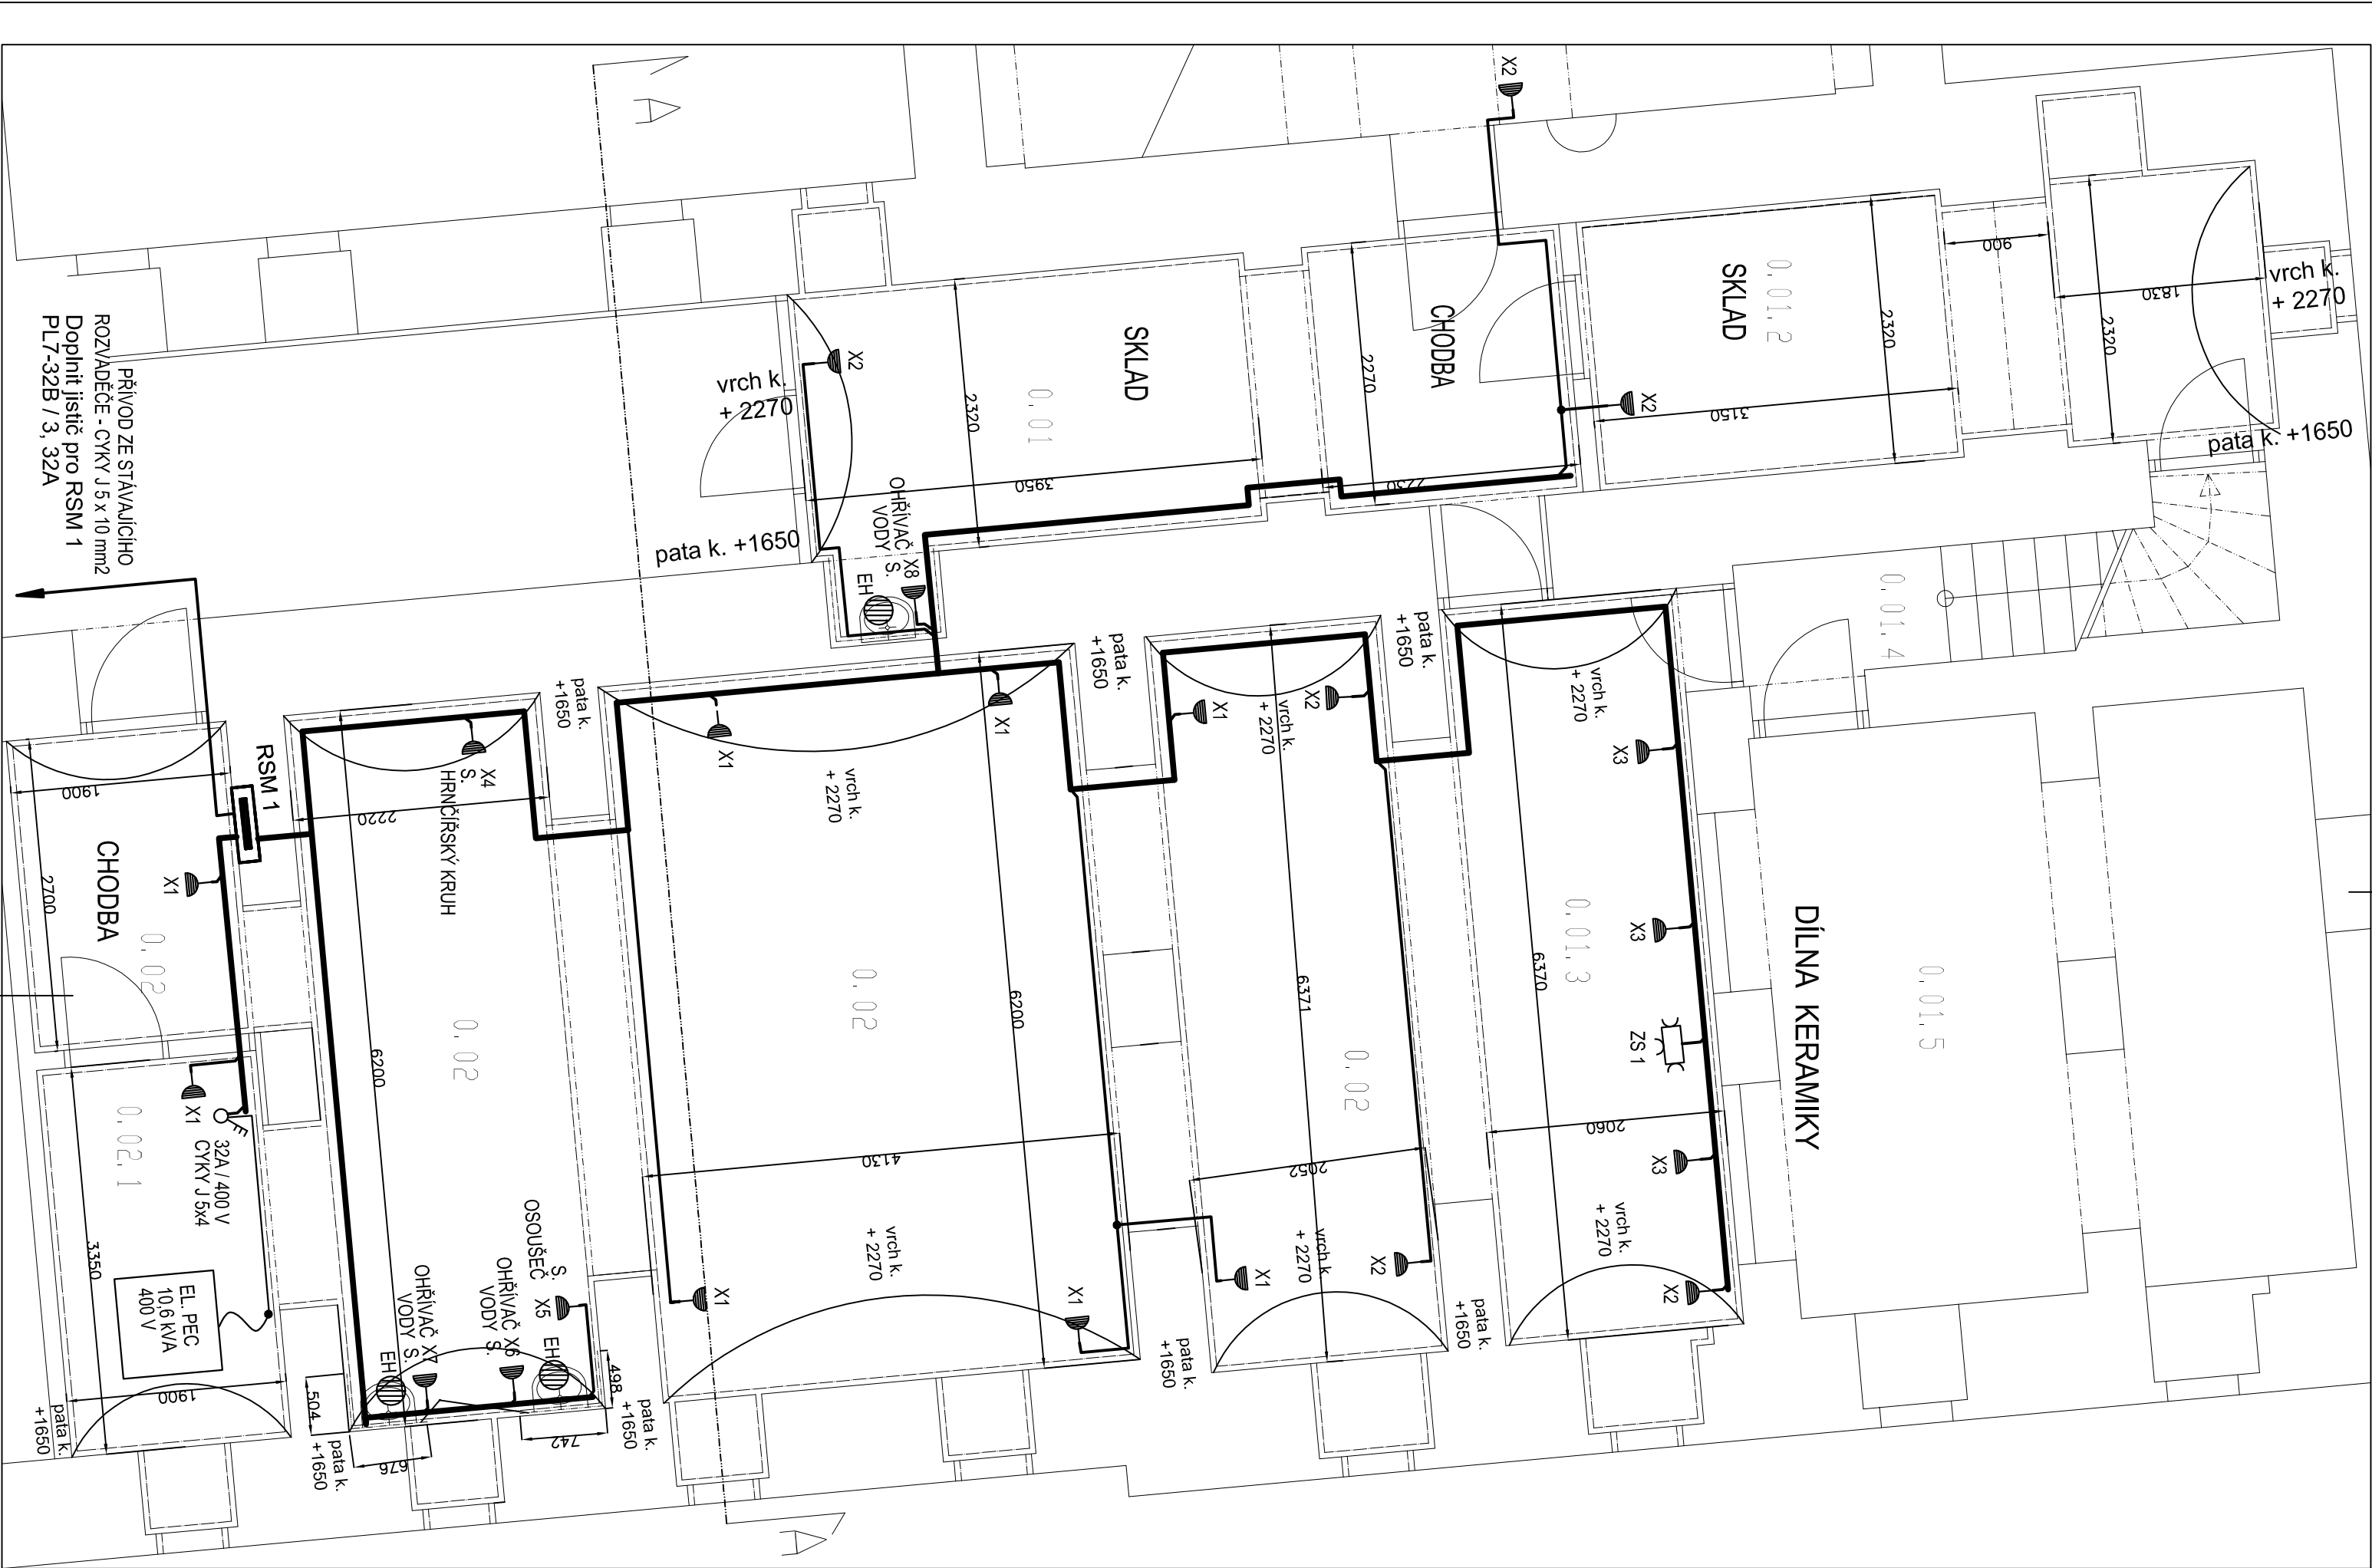 PŘÍVOD ZE STÁVAJÍCÍHO
ROZVADĚČE - CYKY J 5 x 10 mm2
Doplnit jistič pro RSM 1
PL7-32B / 3, 32A
A
X2
vrch k.
+ 2270
1830
2320
pata k. +1650
900
0.01.2
SKLAD
2320
3150
X2
CHODBA
2270
2230
SKLAD
0.01
2320
3950
X2
vrch k.
+ 2270
pata k. +1650
OHŘÍVAČ X8
VODY S.
EH
0.01.4
pata k.
+1650
vrch k.
+ 2270
X3
X3
0.01.3
6370
ZS 1
X3
2060
vrch k.
+ 2270
X2
pata k.
+1650
DÍLNA KERAMIKY
0.01.5
pata k.
+1650
X1
X2
vrch k.
+ 2270
6371
0.02
2052
vrch k.
+ 2270
X2
X1
pata k.
+1650
pata k.
+1650
X1
X1
vrch k.
+ 2270
0.02
6200
4130
vrch k.
+ 2270
X1
X1
X4
S.
HRNČÍŘSKÝ KRUH
2220
0.02
6200
S.
OSOUŠEČ X5
EH
OHŘÍVAČ X6
VODY S.
OHŘÍVAČ X7
VODY S.
EH
498
pata k.
+1650
742
504
pata k.
+1650
676
RSM 1
1900
CHODBA
2700
0.02
X1
X1
32A / 400 V
CYKY J 5x4
0.02.1
3350
EL. PEC
10,6 kVA
400 V
1900
pata k.
+1650
A